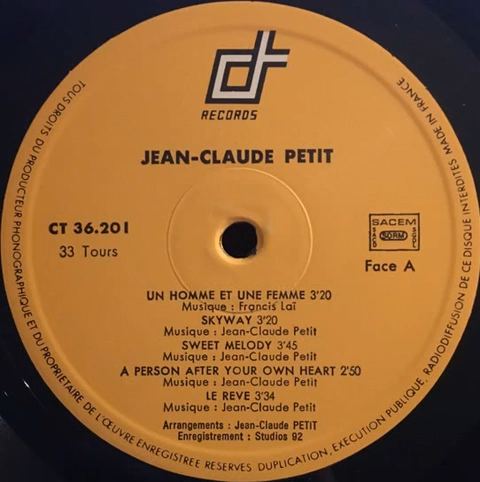 ct
RECORDS
JEAN-CLAUDE PETIT
CT 36.201
33 Tours
SACEM
SACD
SDRM
SGDL
Face A
UN HOMME ET UNE FEMME 3'20
Musique : Francis Laï
SKYWAY 3'20
Musique : Jean-Claude Petit
SWEET MELODY 3'45
Musique : Jean-Claude Petit
A PERSON AFTER YOUR OWN HEART 2'50
Musique : Jean-Claude Petit
LE REVE 3'34
Musique : Jean-Claude Petit
Arrangements : Jean-Claude PETIT
Enregistrement : Studios 92
TOUS DROITS DU PRODUCTEUR PHONOGRAPHIQUE ET DU PROPRIETAIRE DE L'ŒUVRE ENREGISTREE RESERVES DUPLICATION, EXECUTION PUBLIQUE, RADIODIFFUSION DE CE DISQUE INTERDITES MADE IN FRANCE